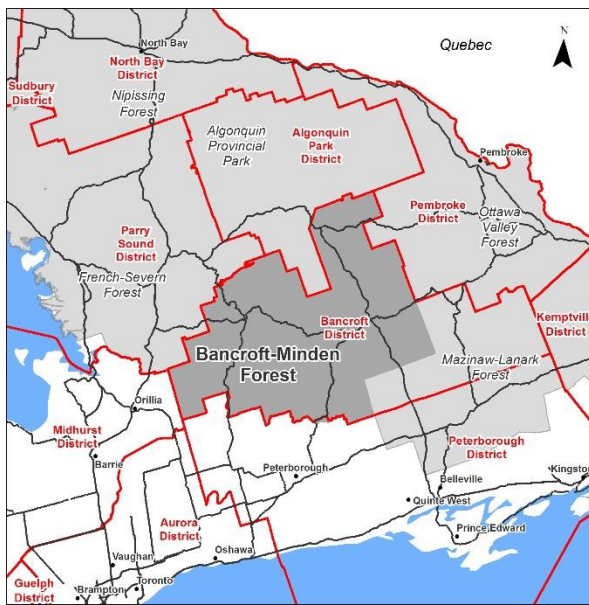 North Bay
Quebec
N
North Bay
District
Sudbury
District
Nipissing
Forest
Algonquin
Provincial
Park
Algonquin
Park
District
Pembroke
Pembroke
District
Ottawa
Valley
Forest
Parry
Sound
District
French-Severn
Forest
Bancroft
District
Kemptville
District
Bancroft-Minden
Forest
Mazinaw-Lanark
Forest
Orillia
Midhurst
District
Barrie
Peterborough
District
Peterborough
Belleville
Kingston
Quinte West
Prince Edward
Aurora
District
Oshawa
Vaughan
Guelph
District
Brampton
Toronto